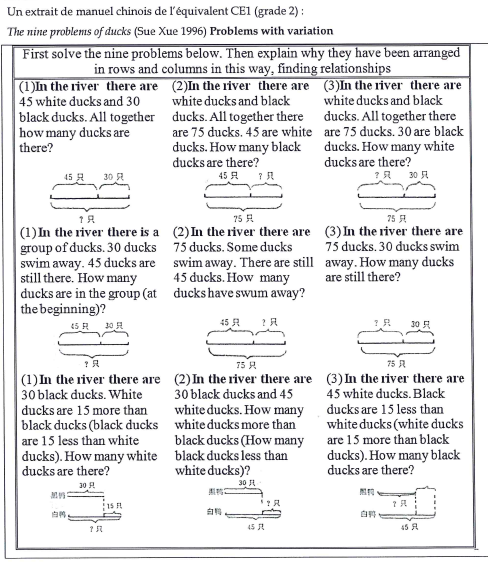 Un extrait de manuel chinois de l'équivalent CE1 (grade 2) :
The nine problems of ducks (Sue Xue 1996) Problems with variation
First solve the nine problems below. Then explain why they have been arranged
in rows and columns in this way, finding relationships
(1)In the river there are
45 white ducks and 30
black ducks. All together
how many ducks are
there?
45 只 30 只
? 只
(2)In the river there are
white ducks and black
ducks. All together there
are 75 ducks. 45 are white
ducks. How many black
ducks are there?
45 只 ? 只
75 只
(3)In the river there are
white ducks and black
ducks. All together there
are 75 ducks. 30 are black
ducks. How many white
ducks are there?
? 只 30 只
75 只
(1)In the river there is a
group of ducks. 30 ducks
swim away. 45 ducks are
still there. How many
ducks are in the group (at
the beginning)?
45 只 30 只
? 只
(2) In the river there are
75 ducks. Some ducks
swim away. There are still
45 ducks. How many
ducks have swum away?
45 只 ? 只
75 只
(3) In the river there are
75 ducks. 30 ducks swim
away. How many ducks
are still there?
? 只 30 只
75 只
(1) In the river there are
30 black ducks. White
ducks are 15 more than
black ducks (black ducks
are 15 less than white
ducks). How many white
ducks are there?
30 只
黑鸭
15 只
白鸭
? 只
(2) In the river there are
30 black ducks and 45
white ducks. How many
white ducks more than
black ducks (How many
black ducks less than
white ducks)?
30 只
黑鸭
? 只
白鸭
45 只
(3) In the river there are
45 white ducks. Black
ducks are 15 less than
white ducks (white ducks
are 15 more than black
ducks). How many black
ducks are there?
黑鸭
? 只
白鸭
45 只